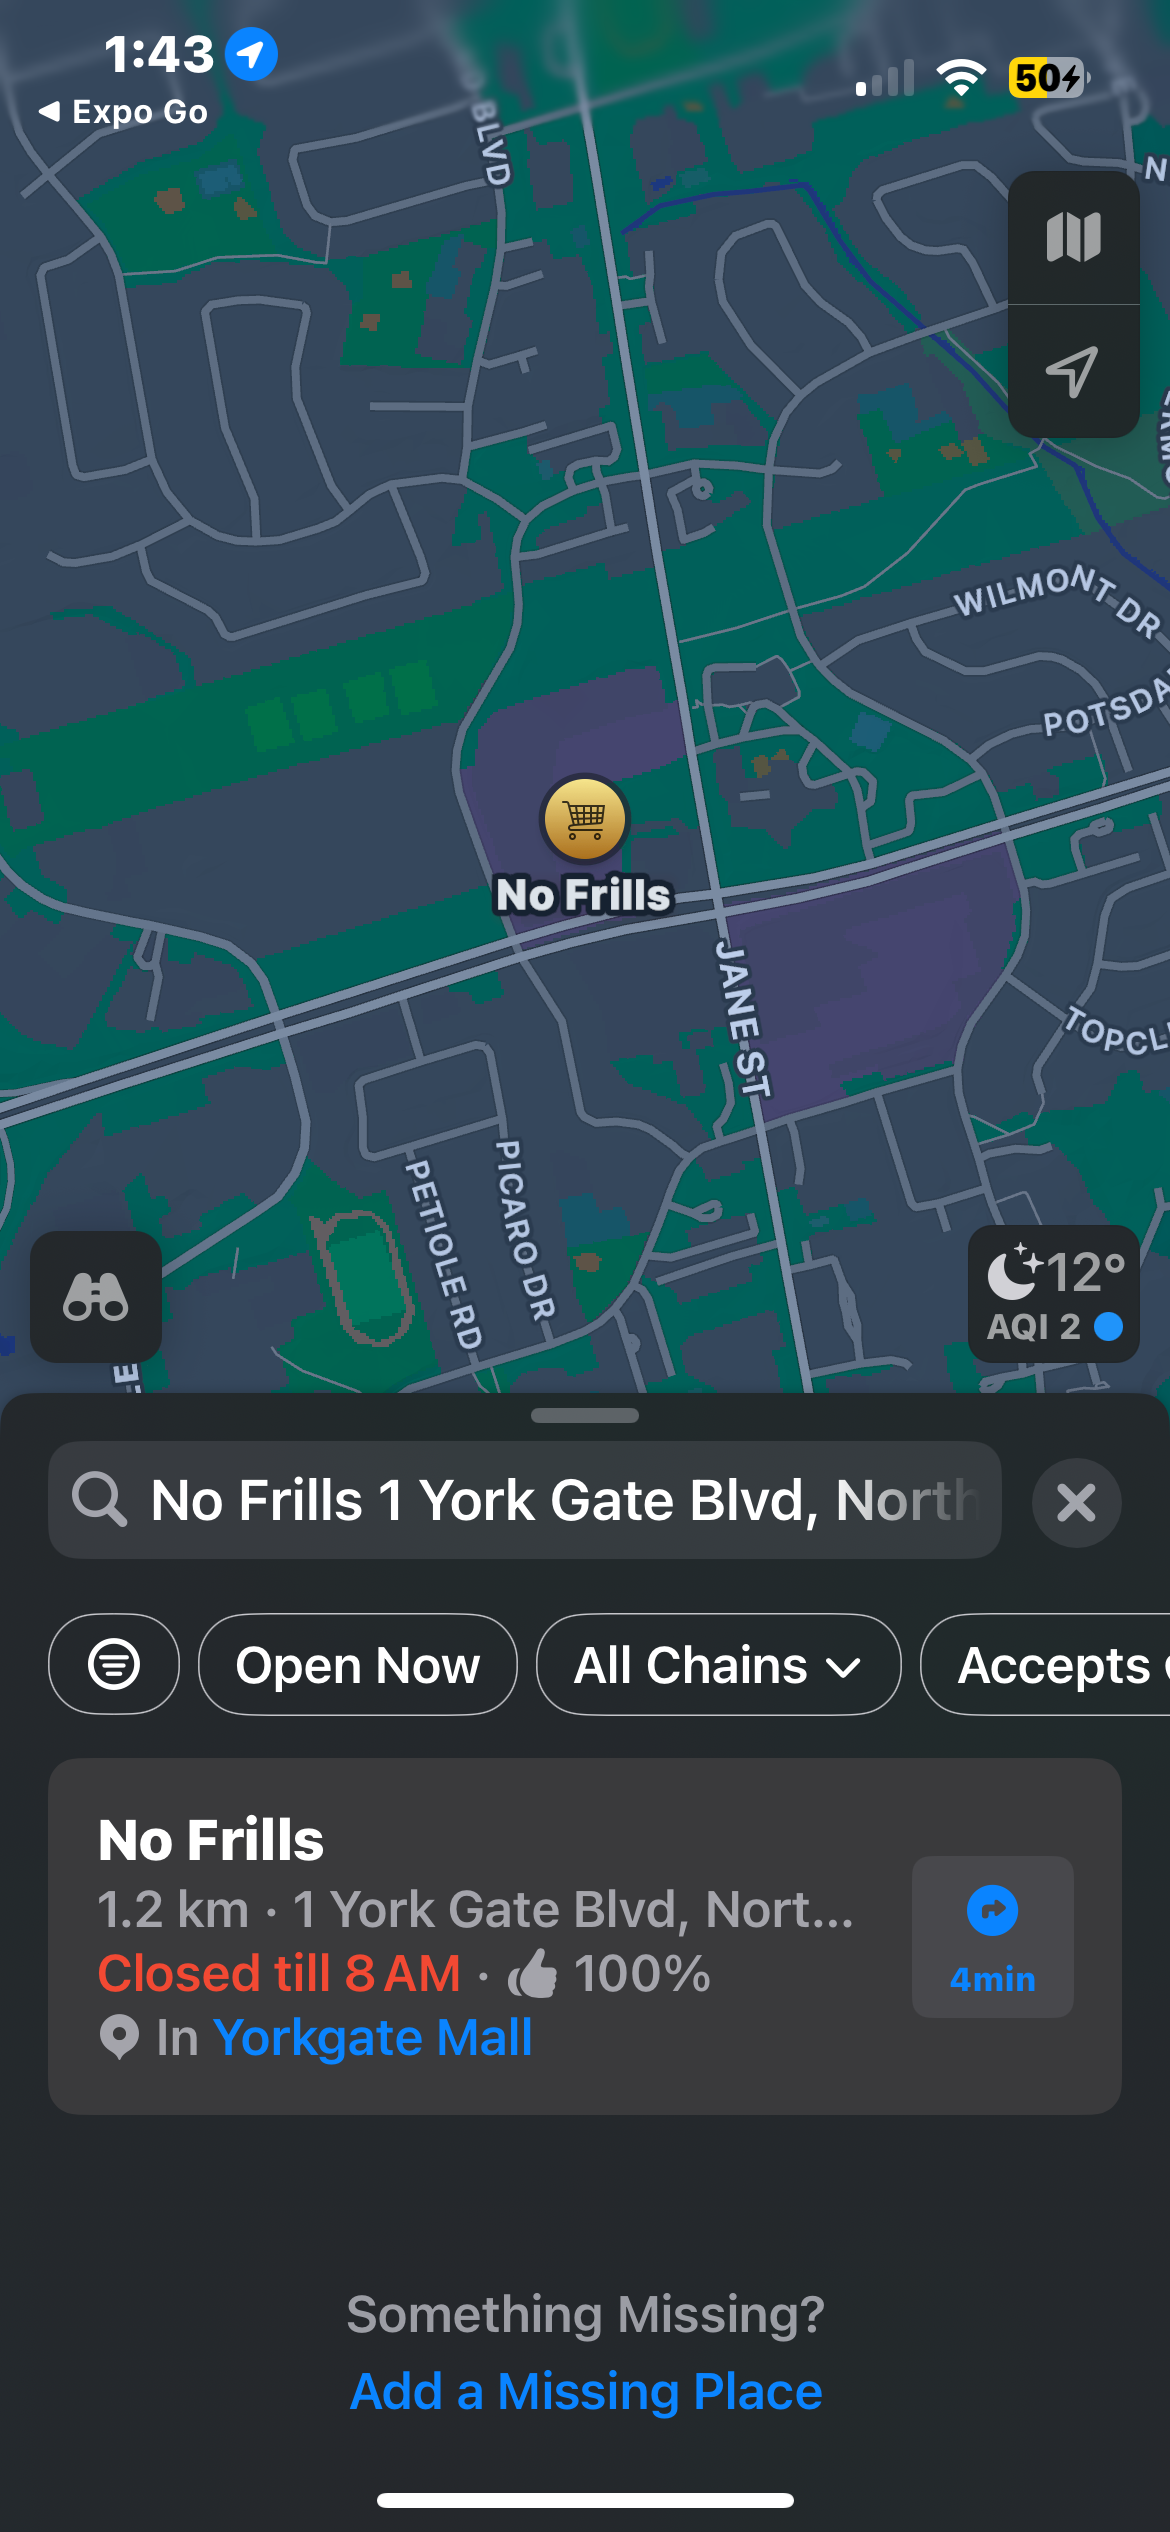 1:43
50
◀ Expo Go
BLVD
N
WILMONT DR
POTSDA
No Frills
JANE ST
TOPCL
PETIOLE RD
PICARO DR
12°
AQI 2
No Frills 1 York Gate Blvd, North
Open Now
All Chains
Accepts
No Frills
1.2 km · 1 York Gate Blvd, Nort...
Closed till 8 AM · 100%
4min
In Yorkgate Mall
Something Missing?
Add a Missing Place